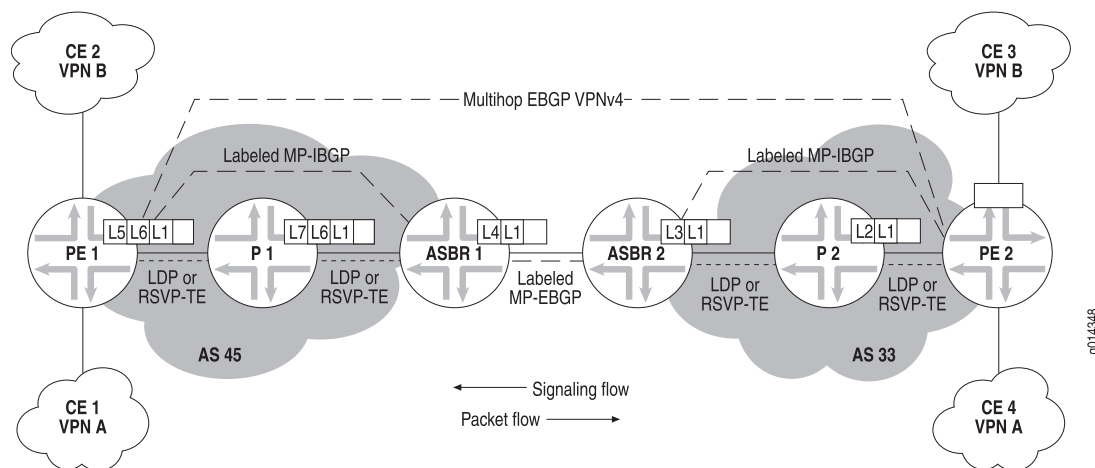 CE 2
VPN B
CE 3
VPN B
Multihop EBGP VPNv4
Labeled MP-IBGP
Labeled MP-IBGP
L5 L6 L1
L7 L6 L1
L4 L1
L3 L1
L2 L1
PE 1
P 1
ASBR 1
ASBR 2
P 2
PE 2
LDP or
RSVP-TE
LDP or
RSVP-TE
Labeled
MP-EBGP
LDP or
RSVP-TE
LDP or
RSVP-TE
AS 45
AS 33
Signaling flow
Packet flow
CE 1
VPN A
CE 4
VPN A
g014348